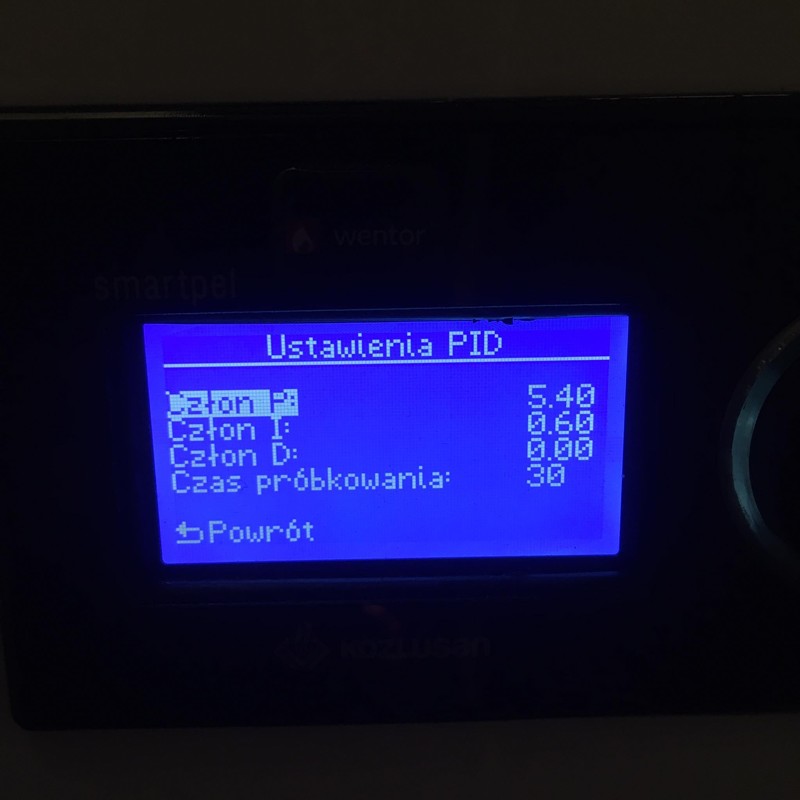 wentor
smartpel
Ustawienia PID
Człon P: 5.40
Człon I: 0.60
Człon D: 0.00
Czas próbkowania: 30
Powrót